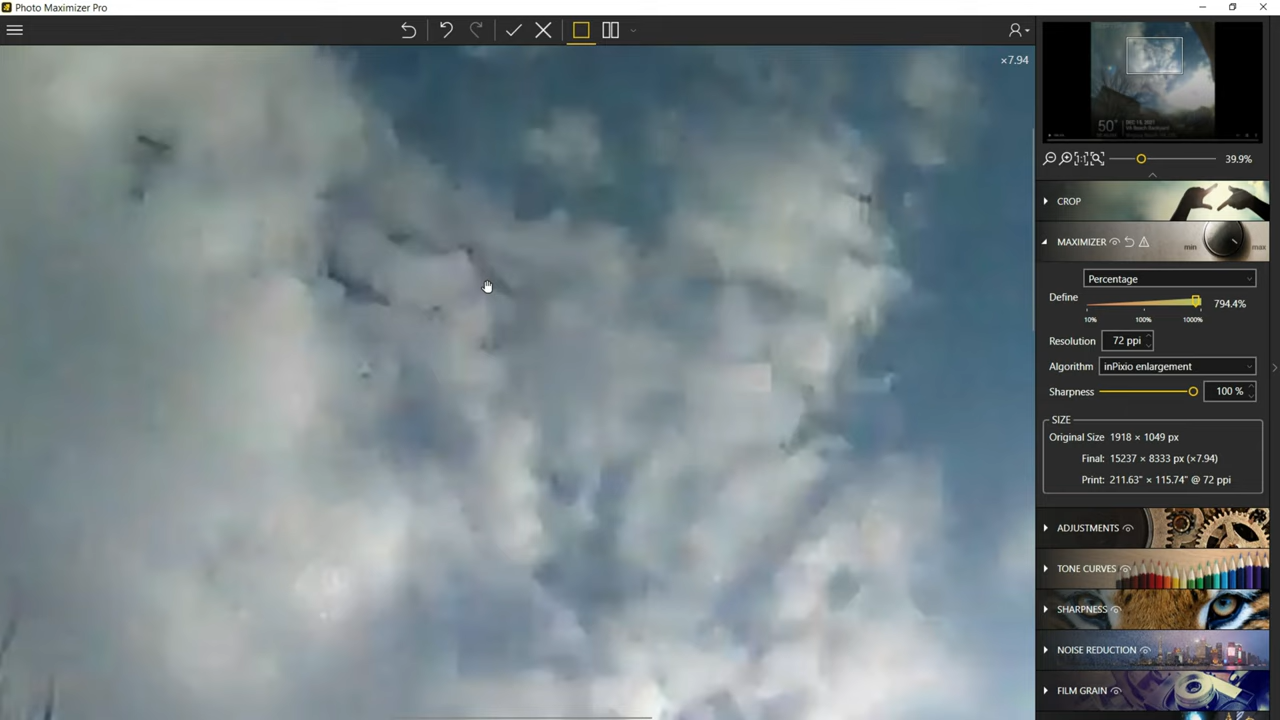 Photo Maximizer Pro
×7.94
50°
39.9%
CROP
MAXIMIZER
min
max
Percentage
Define
794.4%
10%
100%
1000%
Resolution
72 ppi
Algorithm
inPixio enlargement
Sharpness
100 %
SIZE
Original Size 1918 × 1049 px
Final: 15237 × 8333 px (×7.94)
Print: 211.63" × 115.74" @ 72 ppi
ADJUSTMENTS
TONE CURVES
SHARPNESS
NOISE REDUCTION
FILM GRAIN